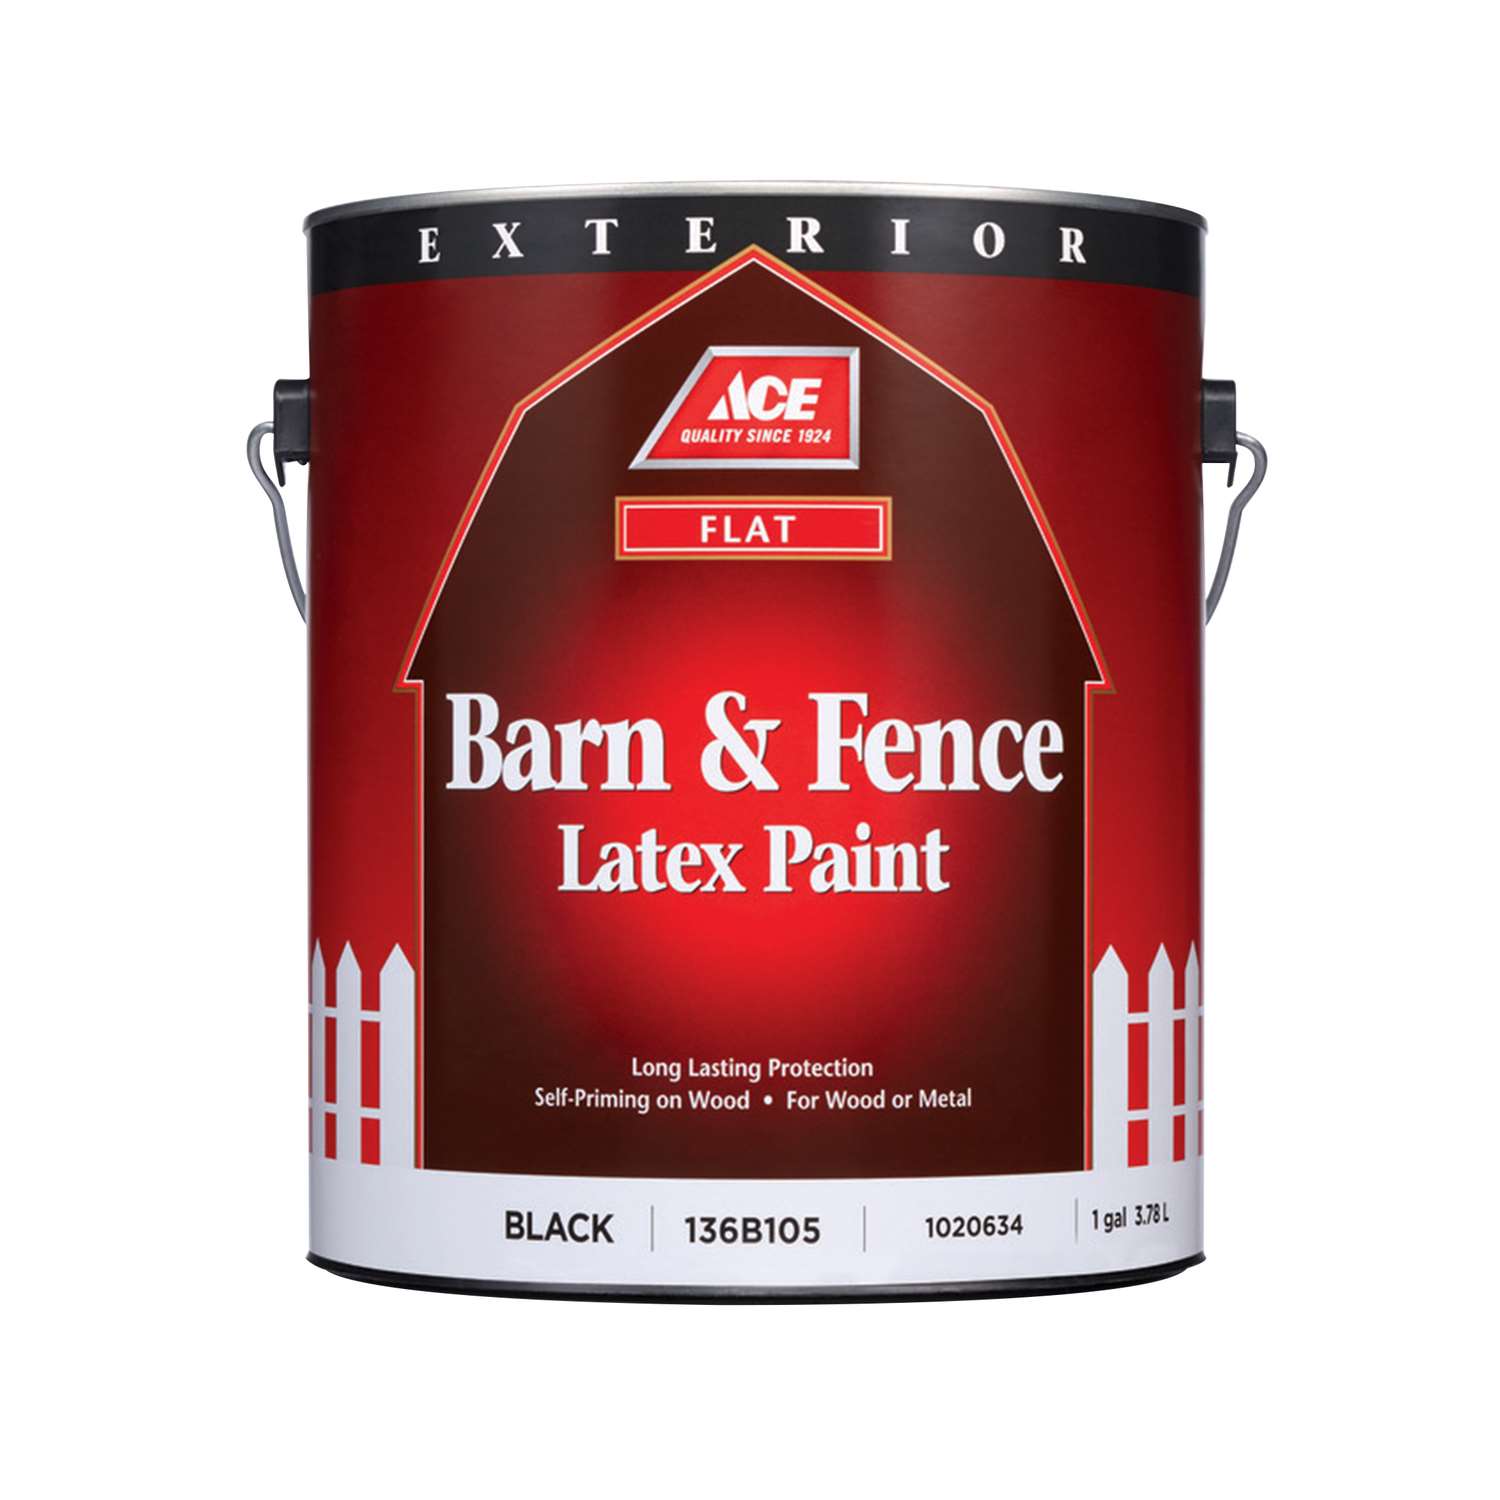 EXTERIOR
ACE
QUALITY SINCE 1924
FLAT
Barn & Fence
Latex Paint
Long Lasting Protection
Self-Priming on Wood • For Wood or Metal
BLACK 136B105 1020634 1 gal 3.78 L